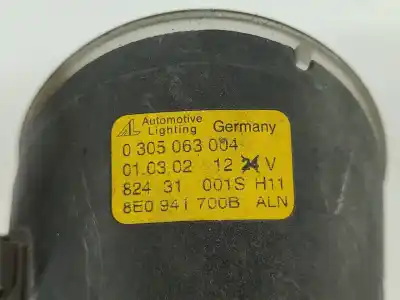 AL Automotive
Lighting Germany
0 305 063 004
01.03.02 12 24 V
824 31 001S H11
8E0 941 700B ALN